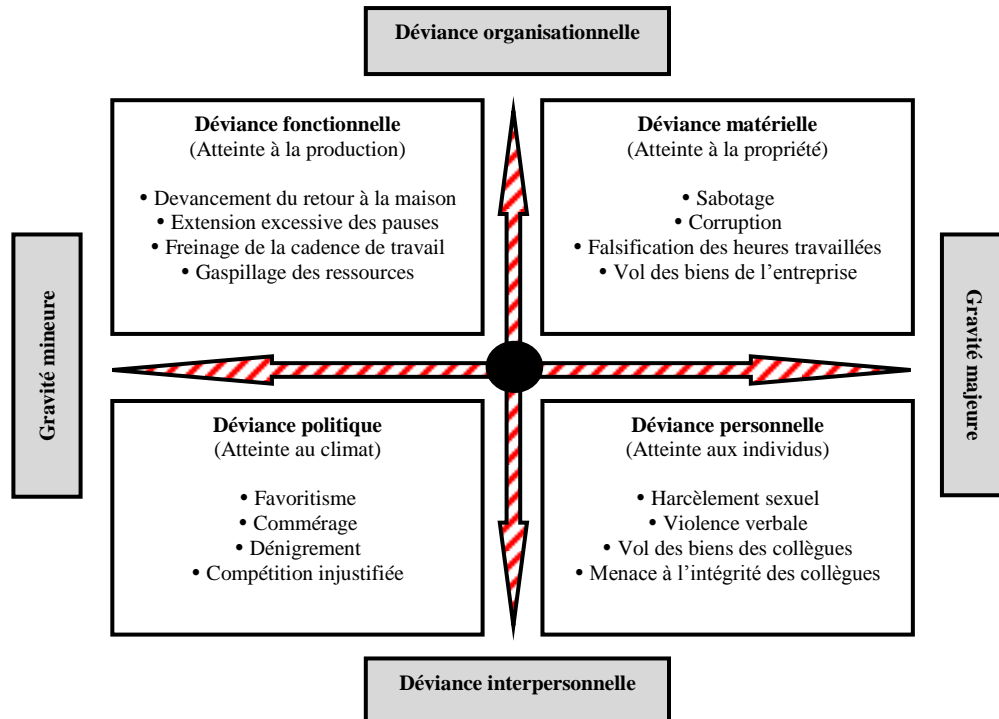 Déviance organisationnelle
Déviance fonctionnelle
(Atteinte à la production)
• Devancement du retour à la maison
• Extension excessive des pauses
• Freinage de la cadence de travail
• Gaspillage des ressources
Déviance matérielle
(Atteinte à la propriété)
• Sabotage
• Corruption
• Falsification des heures travaillées
• Vol des biens de l’entreprise
Gravité mineure
Gravité majeure
Déviance politique
(Atteinte au climat)
• Favoritisme
• Commérage
• Dénigrement
• Compétition injustifiée
Déviance personnelle
(Atteinte aux individus)
• Harcèlement sexuel
• Violence verbale
• Vol des biens des collègues
• Menace à l’intégrité des collègues
Déviance interpersonnelle